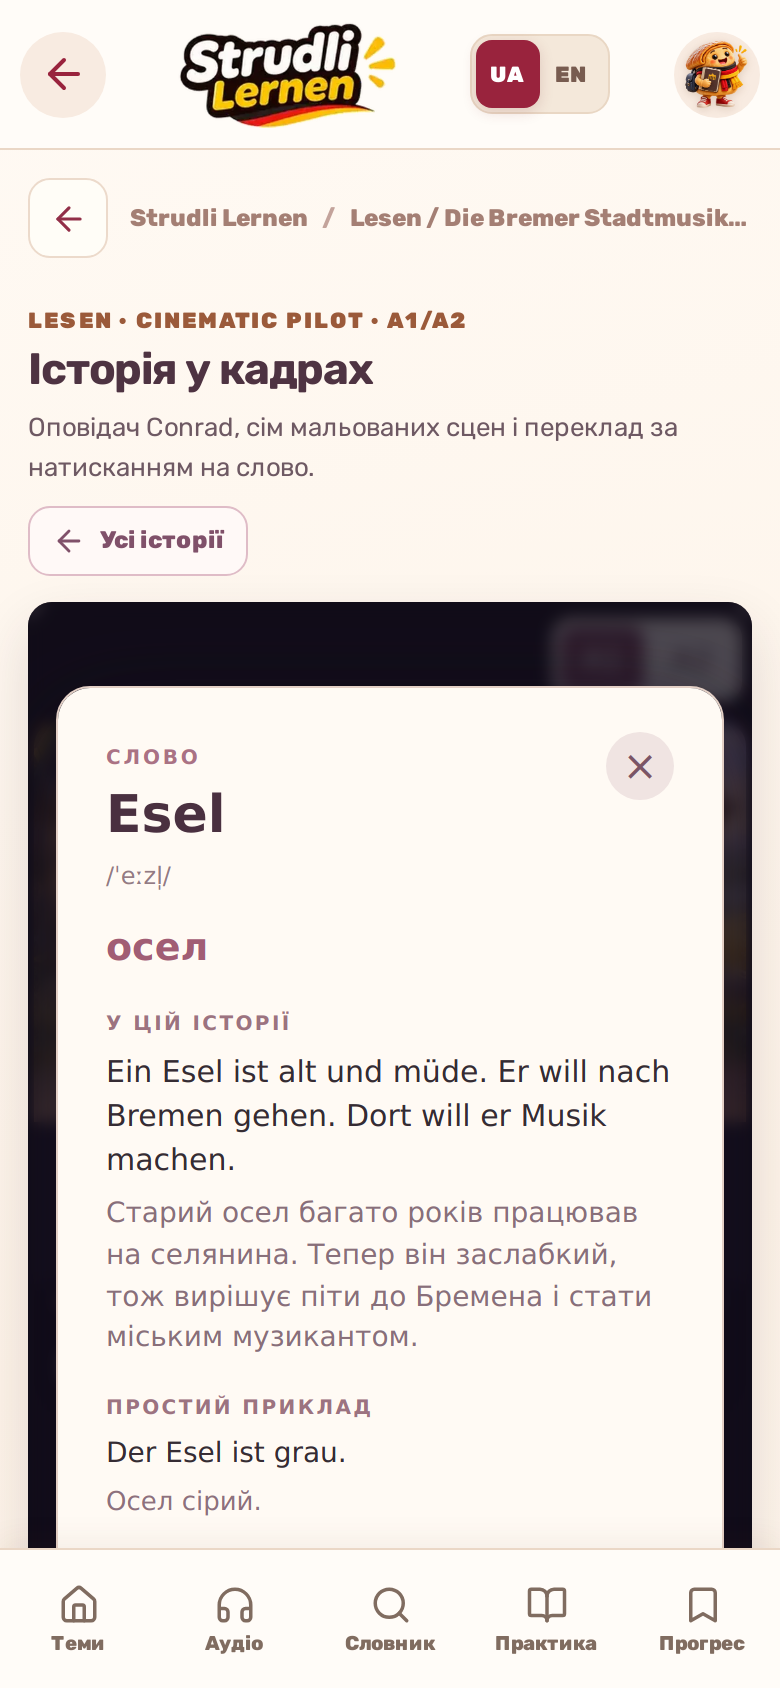 Strudli
Lernen
UA EN
Strudli Lernen / Lesen / Die Bremer Stadtmusik...
LESEN · CINEMATIC PILOT · A1/A2
Історія у кадрах
Оповідач Conrad, сім мальованих сцен і переклад за
натисканням на слово.
Усі історії
СЛОВО
Esel
/ˈeːzl̩/
осел
У ЦІЙ ІСТОРІЇ
Ein Esel ist alt und müde. Er will nach
Bremen gehen. Dort will er Musik
machen.
Старий осел багато років працював
на селянина. Тепер він заслабкий,
тож вирішує піти до Бремена і стати
міським музикантом.
ПРОСТИЙ ПРИКЛАД
Der Esel ist grau.
Осел сірий.
Теми Аудіо Словник Практика Прогрес